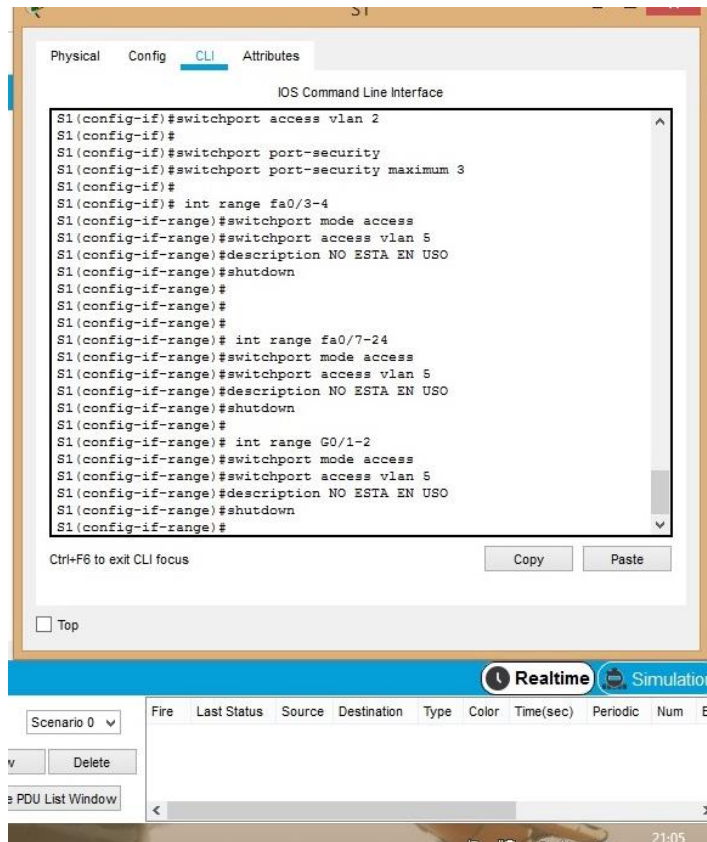 S1
Physical Config CLI Attributes
IOS Command Line Interface
S1(config-if)#switchport access vlan 2
S1(config-if)#
S1(config-if)#switchport port-security
S1(config-if)#switchport port-security maximum 3
S1(config-if)#
S1(config-if)# int range fa0/3-4
S1(config-if-range)#switchport mode access
S1(config-if-range)#switchport access vlan 5
S1(config-if-range)#description NO ESTA EN USO
S1(config-if-range)#shutdown
S1(config-if-range)#
S1(config-if-range)#
S1(config-if-range)#
S1(config-if-range)# int range fa0/7-24
S1(config-if-range)#switchport mode access
S1(config-if-range)#switchport access vlan 5
S1(config-if-range)#description NO ESTA EN USO
S1(config-if-range)#shutdown
S1(config-if-range)#
S1(config-if-range)# int range G0/1-2
S1(config-if-range)#switchport mode access
S1(config-if-range)#switchport access vlan 5
S1(config-if-range)#description NO ESTA EN USO
S1(config-if-range)#shutdown
S1(config-if-range)#
Ctrl+F6 to exit CLI focus Copy Paste
Top
Realtime Simulation
Scenario 0 Fire Last Status Source Destination Type Color Time(sec) Periodic Num
Delete
PDU List Window
21:05